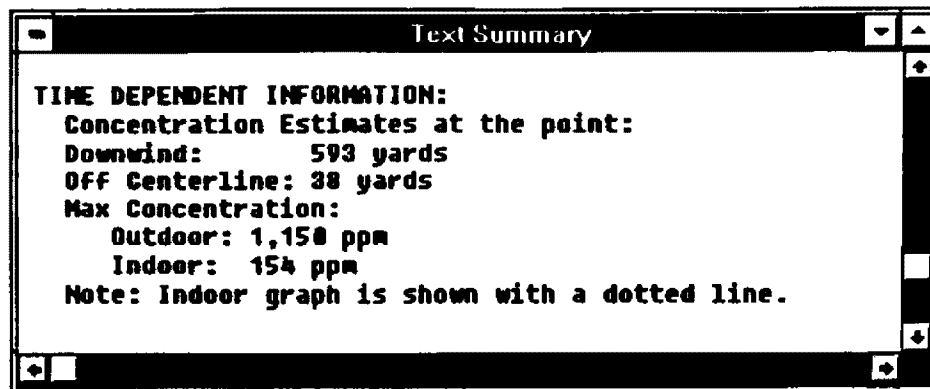 Text Summary
TIME DEPENDENT INFORMATION:
Concentration Estimates at the point:
Downwind: 593 yards
Off Centerline: 38 yards
Max Concentration:
Outdoor: 1,150 ppm
Indoor: 154 ppm
Note: Indoor graph is shown with a dotted line.